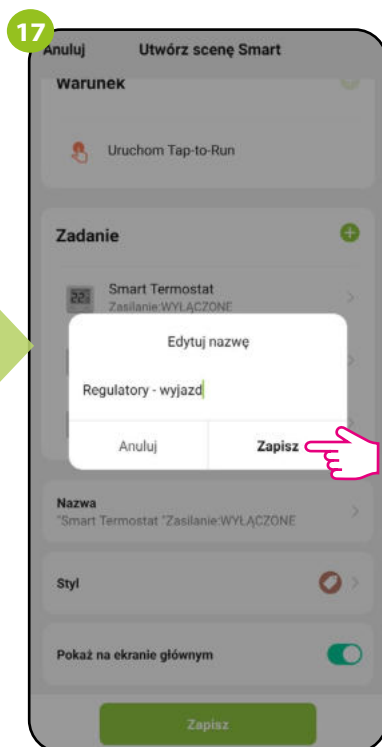 17
Anuluj Utwórz scenę Smart
Warunek
Uruchom Tap-to-Run
Zadanie
22
Smart Termostat
Zasilanie:WYŁĄCZONE
Edytuj nazwę
Regulatory - wyjazd
Anuluj Zapisz
Nazwa
"Smart Termostat "Zasilanie:WYŁĄCZONE
Styl
Pokaż na ekranie głównym
Zapisz